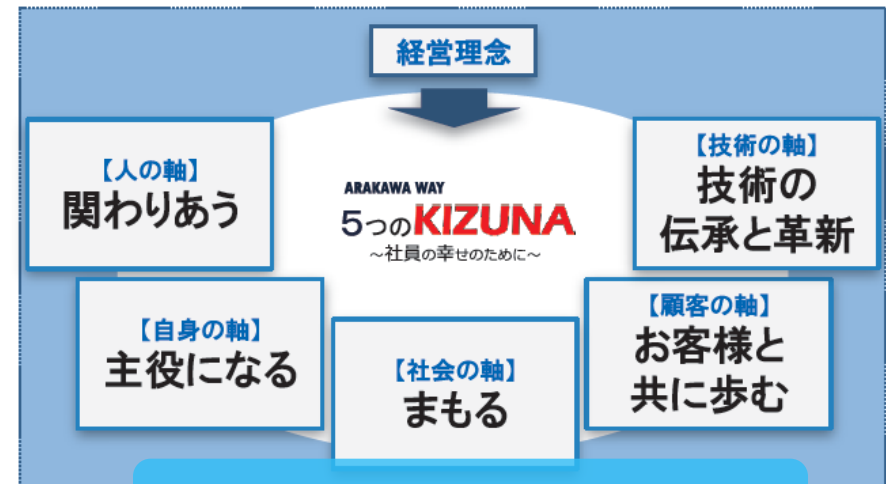 経営理念
【人の軸】
関わりあう
ARAKAWA WAY
5つのKIZUNA
~社員の幸せのために~
【技術の軸】
技術の
伝承と革新
【自身の軸】
主役になる
【社会の軸】
まもる
【顧客の軸】
お客様と
共に歩む